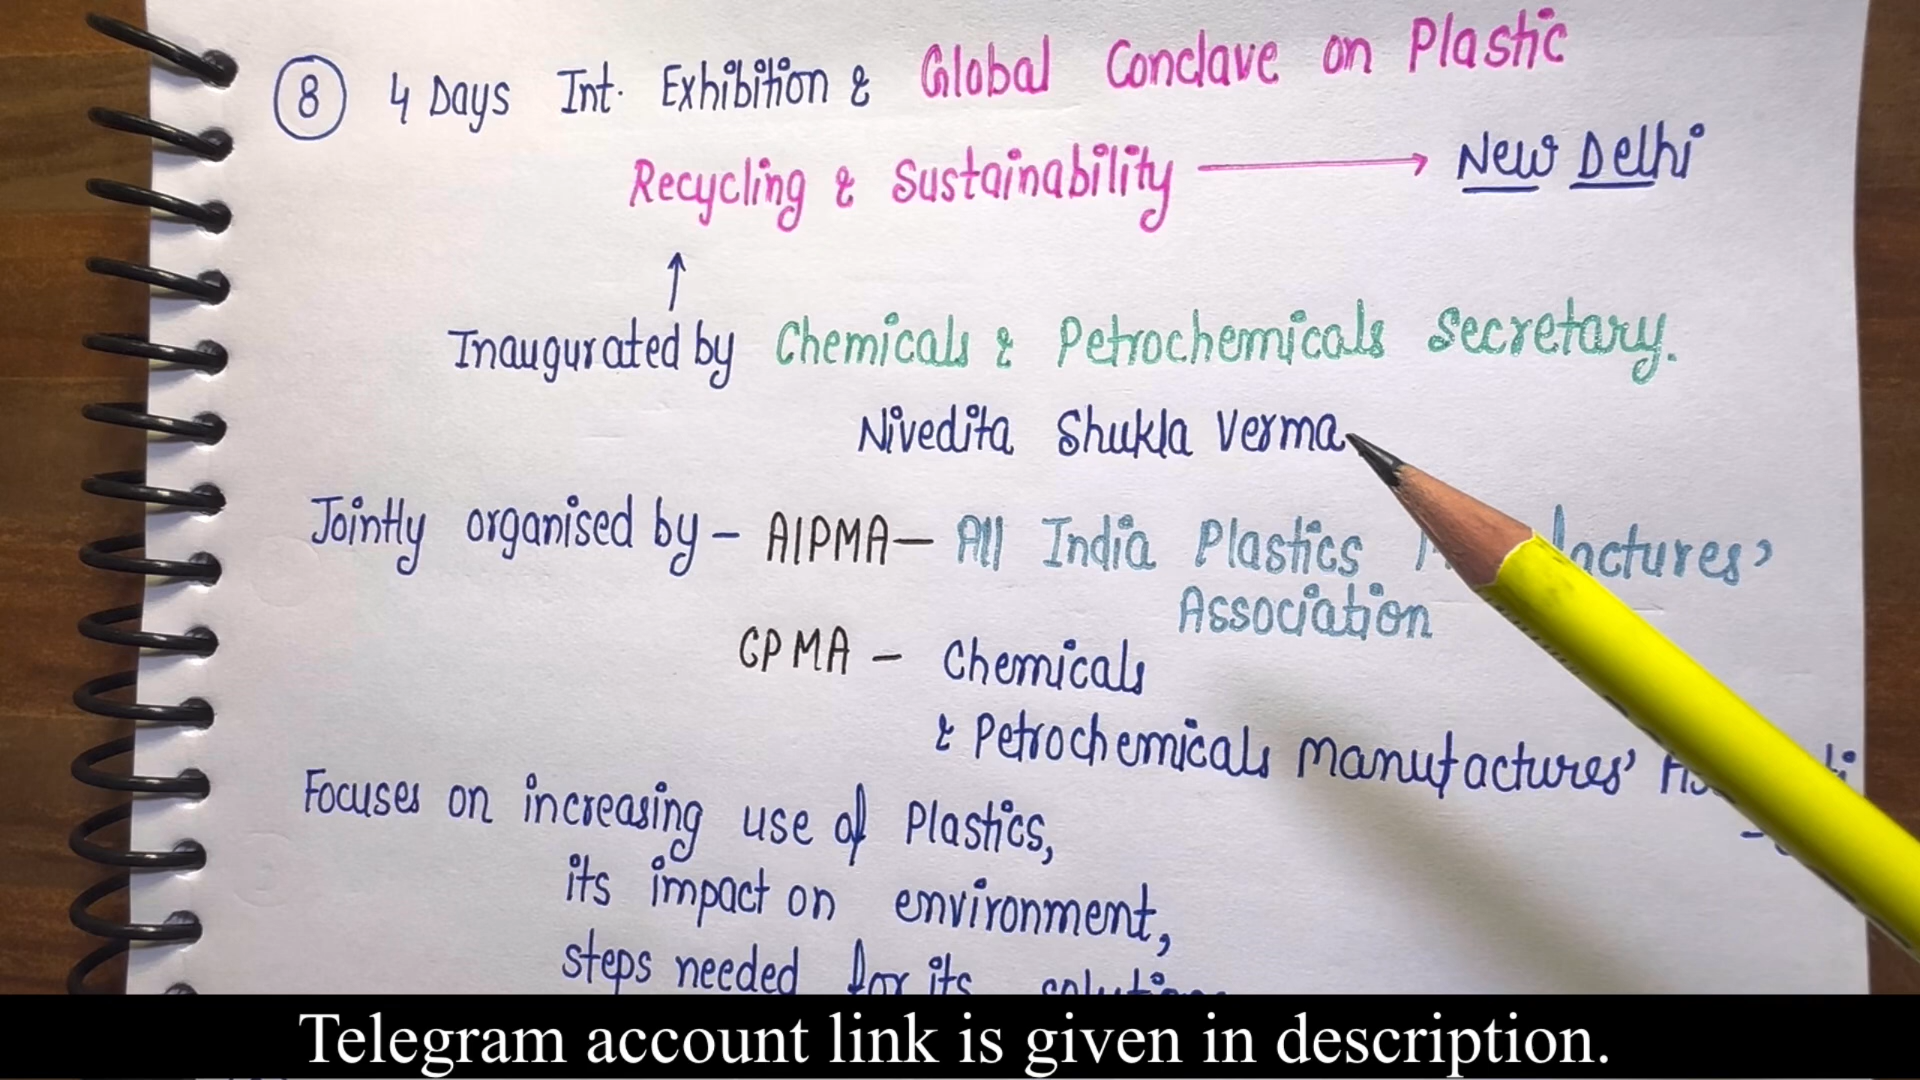 8 4 Days Int. Exhibition & Global Conclave on Plastic
Recycling & Sustainability → New Delhi
↑
Inaugurated by Chemicals & Petrochemicals Secretary.
Nivedita Shukla Verma
Jointly organised by - AIPMA - All India Plastics
Association
CPMA - Chemicals
& Petrochemicals Manufactures'
Focuses on increasing use of Plastics,
its impact on environment,
steps needed for its
Telegram account link is given in description.